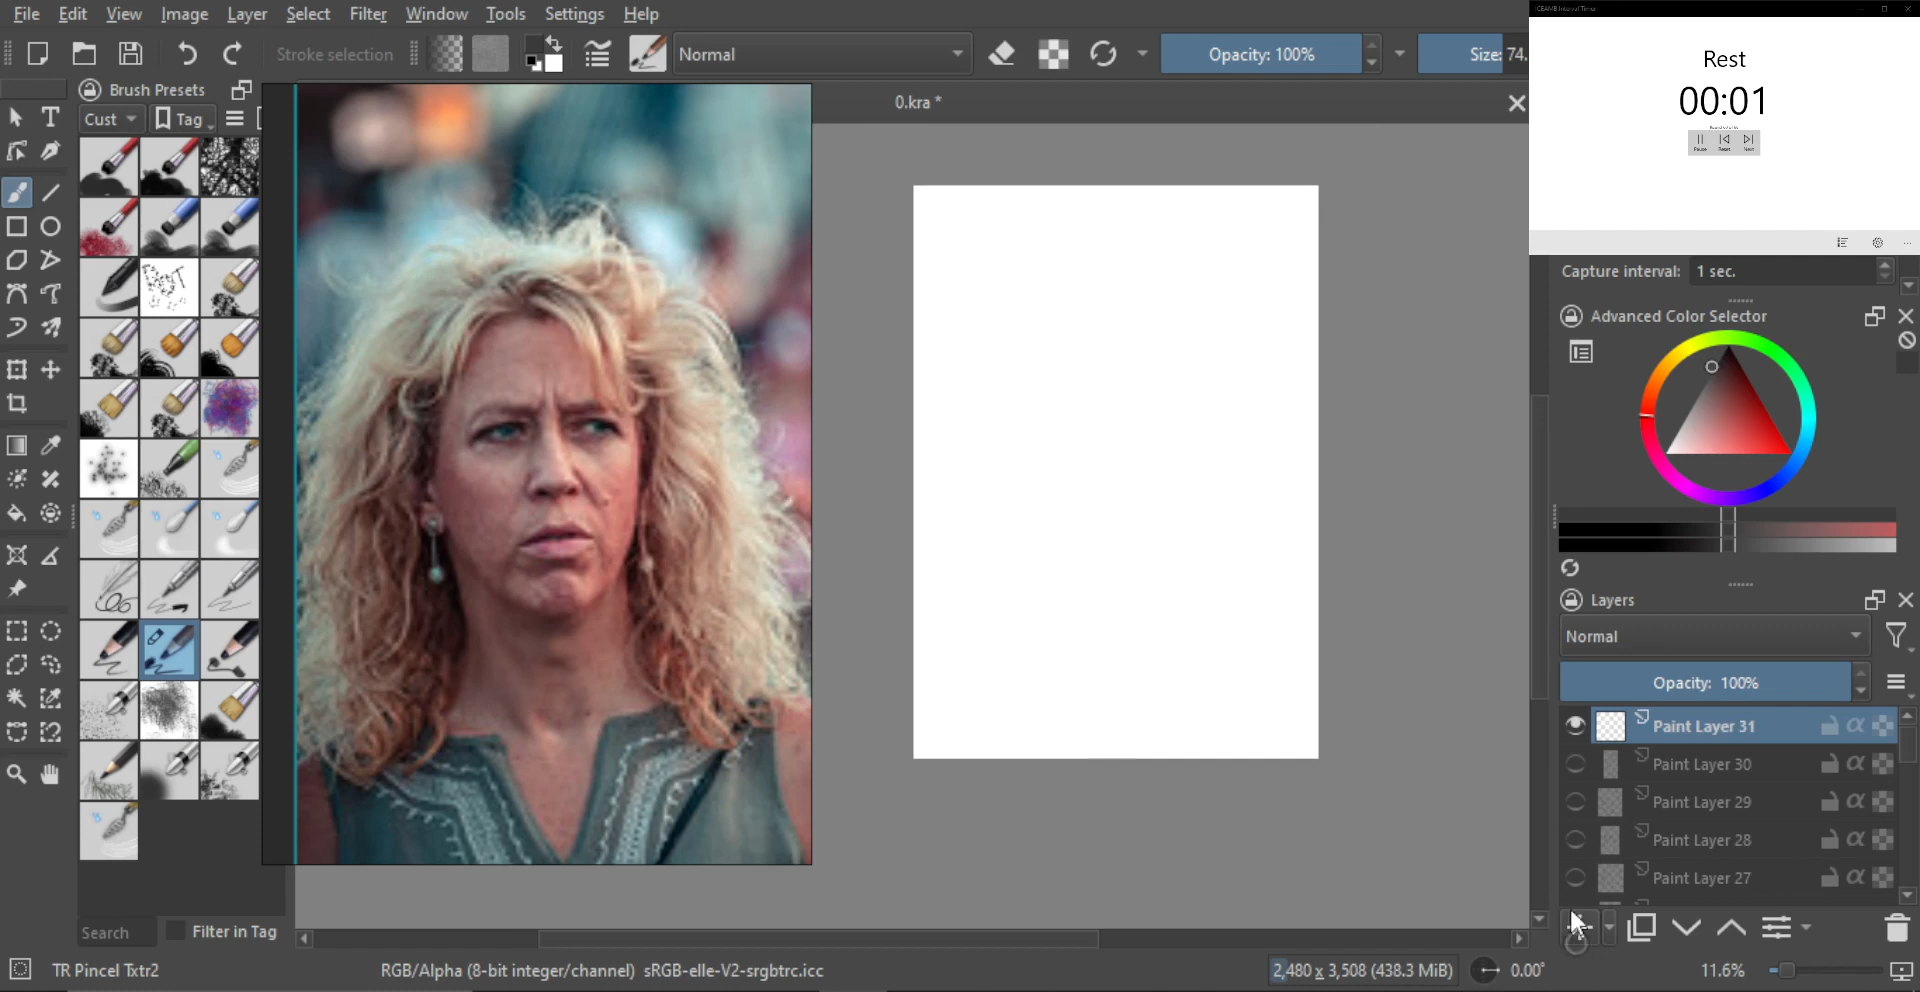 File Edit View Image Layer Select Filter Window Tools Settings Help
ICEAMB Interval Timer
Stroke selection
Normal
Opacity: 100%
Size: 74.
Rest
00:01
Pause Reset Next
Brush Presets
Cust
Tag
0.kra *
Capture interval: 1 sec.
Advanced Color Selector
Layers
Normal
Opacity: 100%
Paint Layer 31
Paint Layer 30
Paint Layer 29
Paint Layer 28
Paint Layer 27
Search
Filter in Tag
TR Pincel Txtr2
RGB/Alpha (8-bit integer/channel) sRGB-elle-V2-srgbtrc.icc
2,480 x 3,508 (438.3 MiB)
0.00°
11.6%